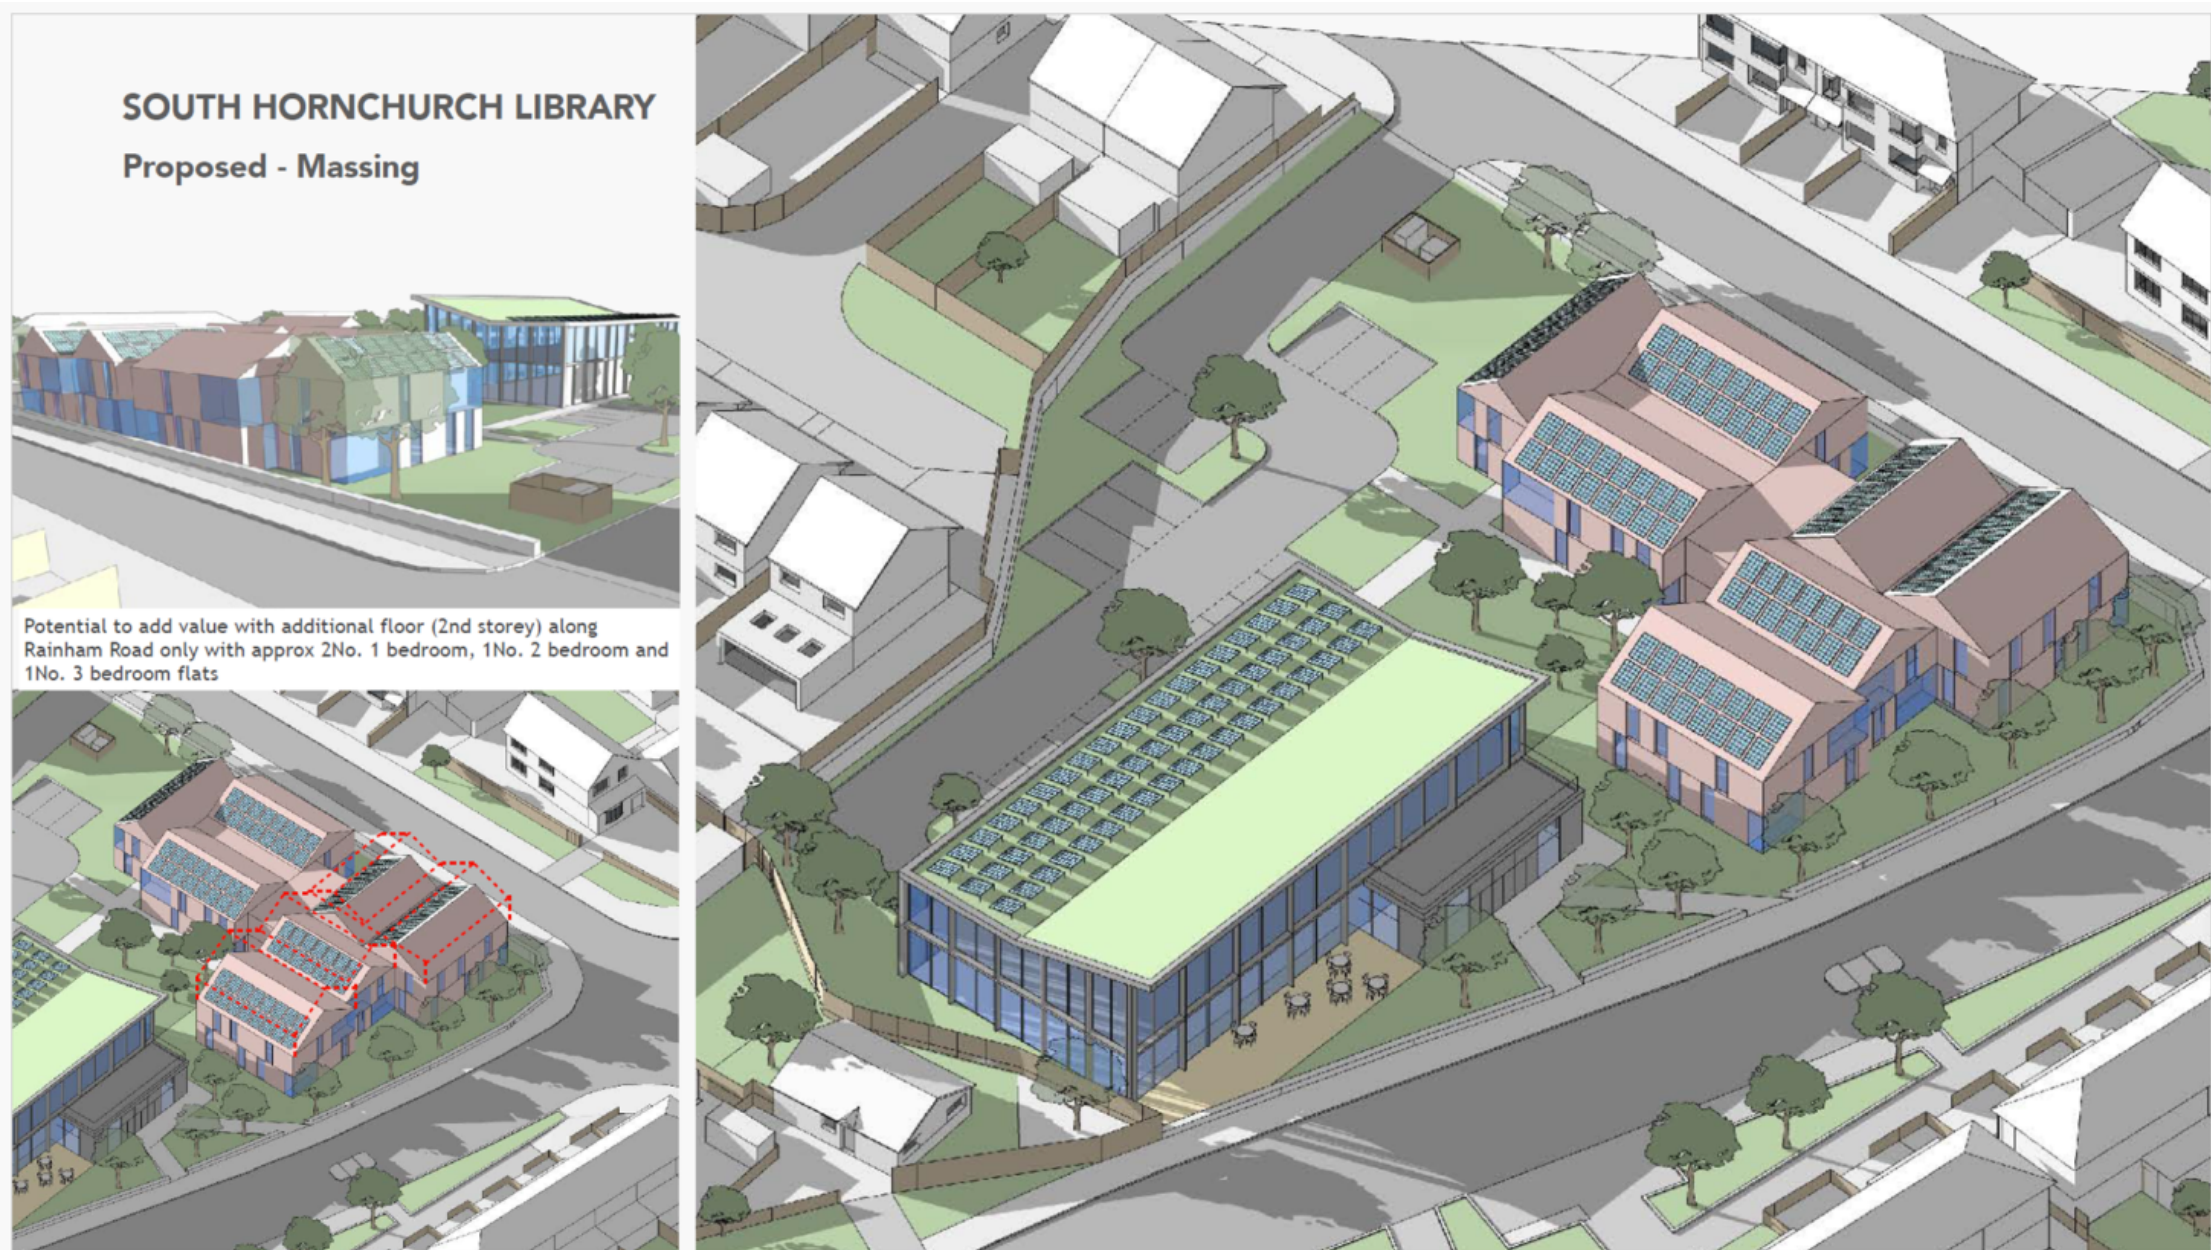 SOUTH HORNCHURCH LIBRARY
Proposed - Massing
Potential to add value with additional floor (2nd storey) along
Rainham Road only with approx 2No. 1 bedroom, 1No. 2 bedroom and
1No. 3 bedroom flats